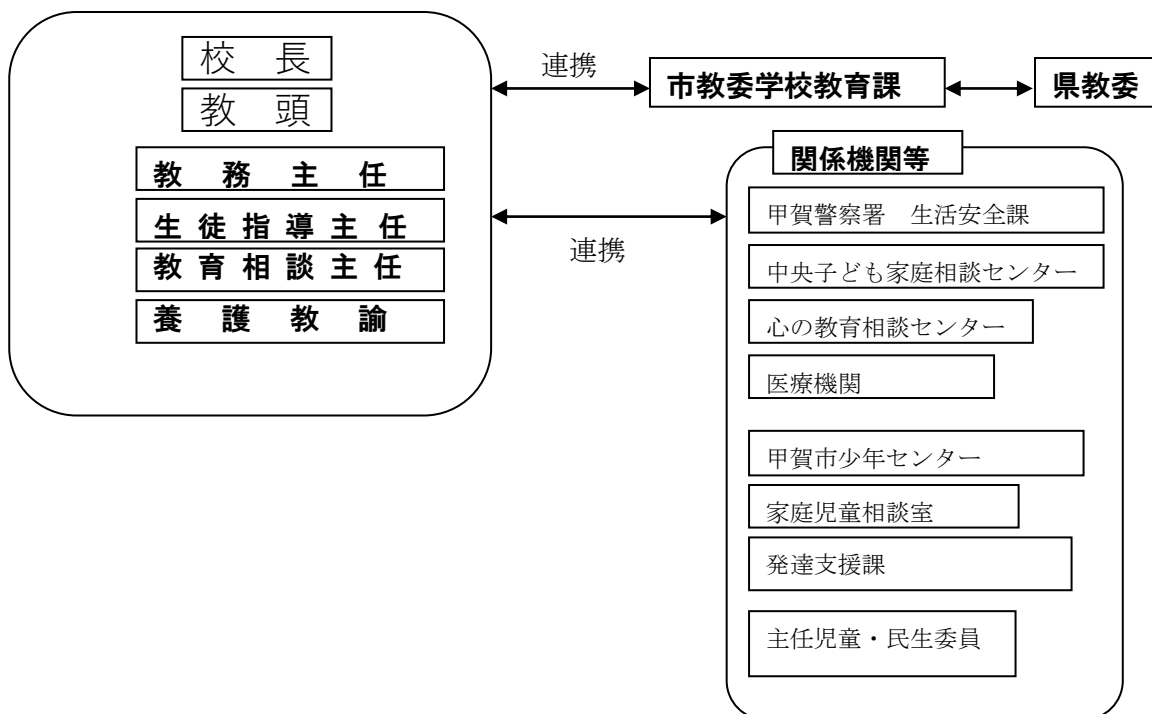 校　長
教　頭
教　務　主　任
生徒指導主任
教育相談主任
養　護　教　諭
連携
市教委学校教育課
県教委
連携
関係機関等
甲賀警察署　生活安全課
中央子ども家庭相談センター
心の教育相談センター
医療機関
甲賀市少年センター
家庭児童相談室
発達支援課
主任児童・民生委員